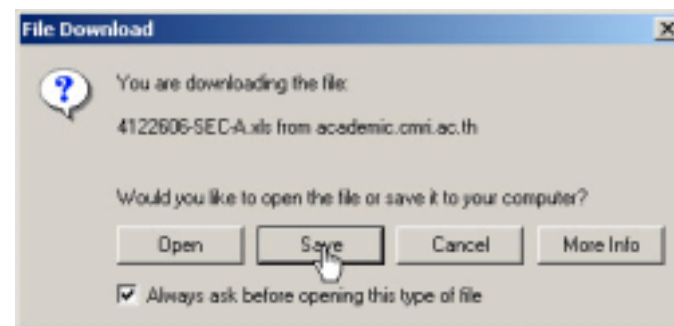 File Download
You are downloading the file:
4122606-SEC-A.xls from academic.cmri.ac.th
Would you like to open the file or save it to your computer?
Open Save Cancel More Info
Always ask before opening this type of file